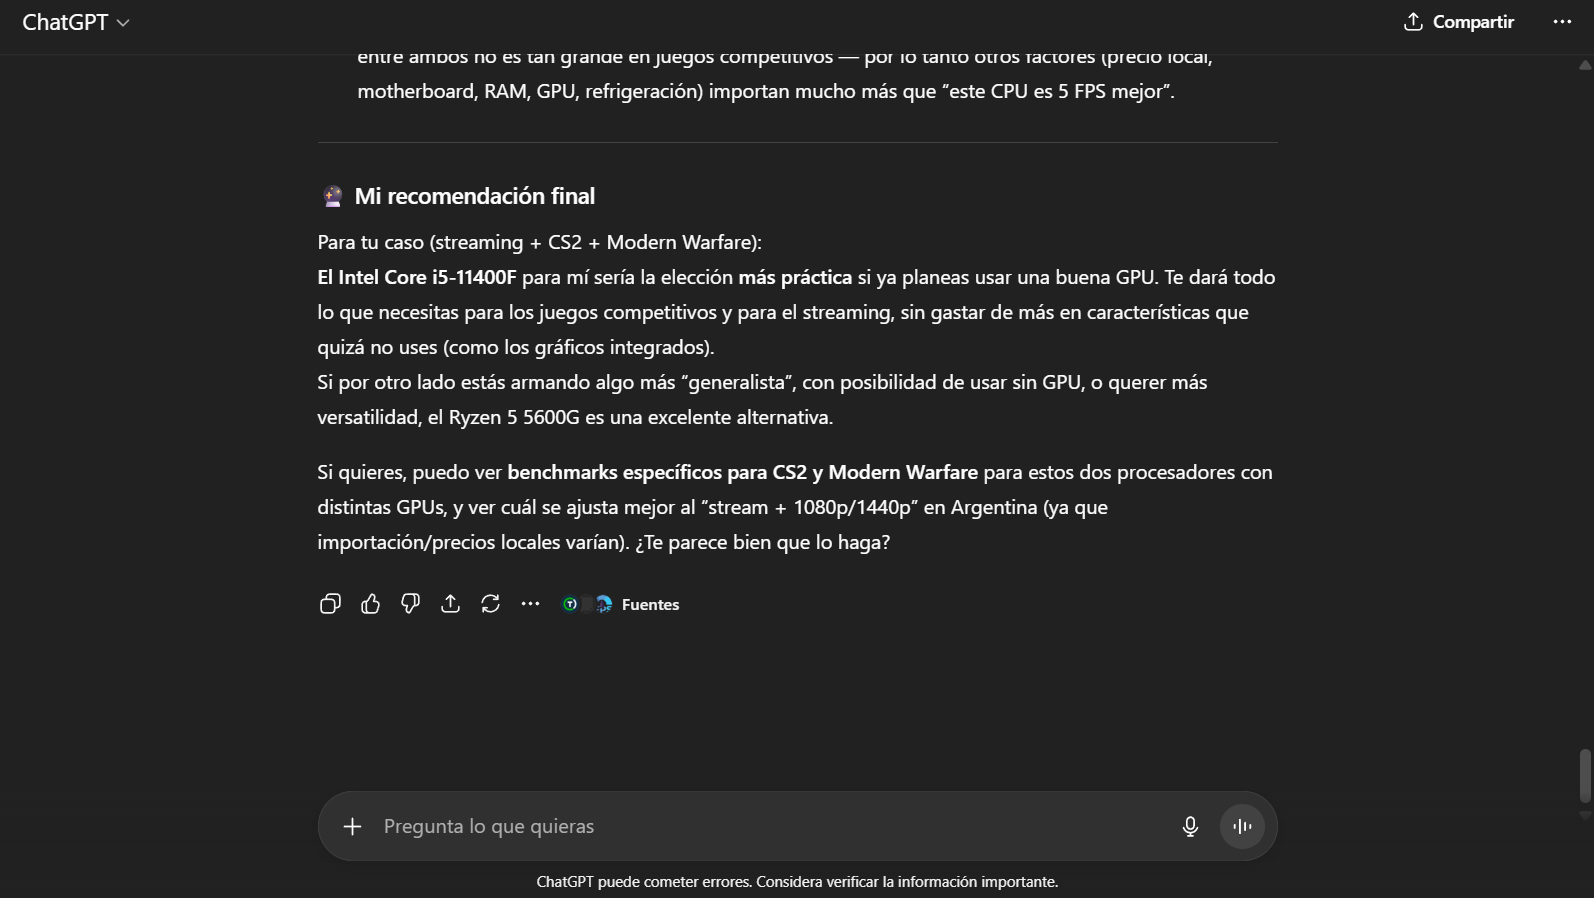 ChatGPT
Compartir
entre ambos no es tan grande en juegos competitivos — por lo tanto otros factores (precio local,
motherboard, RAM, GPU, refrigeración) importan mucho más que “este CPU es 5 FPS mejor”.
Mi recomendación final
Para tu caso (streaming + CS2 + Modern Warfare):
El Intel Core i5-11400F para mí sería la elección más práctica si ya planeas usar una buena GPU. Te dará todo
lo que necesitas para los juegos competitivos y para el streaming, sin gastar de más en características que
quizá no uses (como los gráficos integrados).
Si por otro lado estás armando algo más “generalista”, con posibilidad de usar sin GPU, o querer más
versatilidad, el Ryzen 5 5600G es una excelente alternativa.
Si quieres, puedo ver benchmarks específicos para CS2 y Modern Warfare para estos dos procesadores con
distintas GPUs, y ver cuál se ajusta mejor al “stream + 1080p/1440p” en Argentina (ya que
importación/precios locales varían). ¿Te parece bien que lo haga?
Fuentes
Pregunta lo que quieras
ChatGPT puede cometer errores. Considera verificar la información importante.